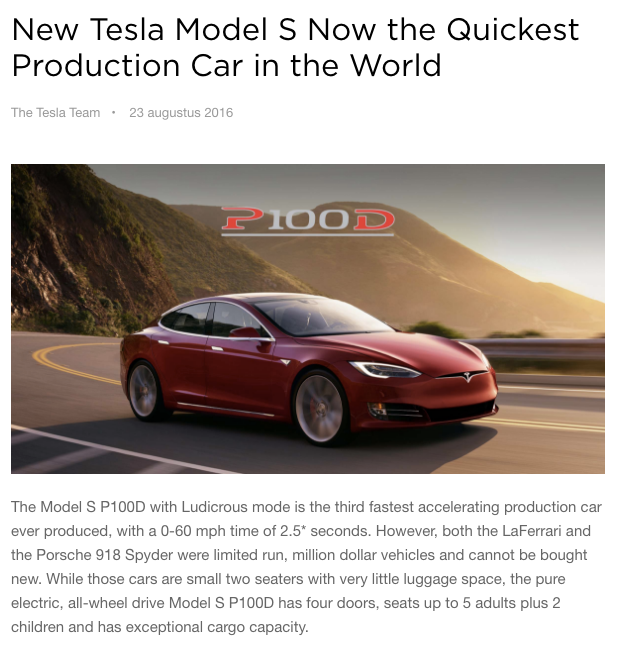 New Tesla Model S Now the Quickest
Production Car in the World
The Tesla Team • 23 augustus 2016
P100D
The Model S P100D with Ludicrous mode is the third fastest accelerating production car
ever produced, with a 0-60 mph time of 2.5* seconds. However, both the LaFerrari and
the Porsche 918 Spyder were limited run, million dollar vehicles and cannot be bought
new. While those cars are small two seaters with very little luggage space, the pure
electric, all-wheel drive Model S P100D has four doors, seats up to 5 adults plus 2
children and has exceptional cargo capacity.